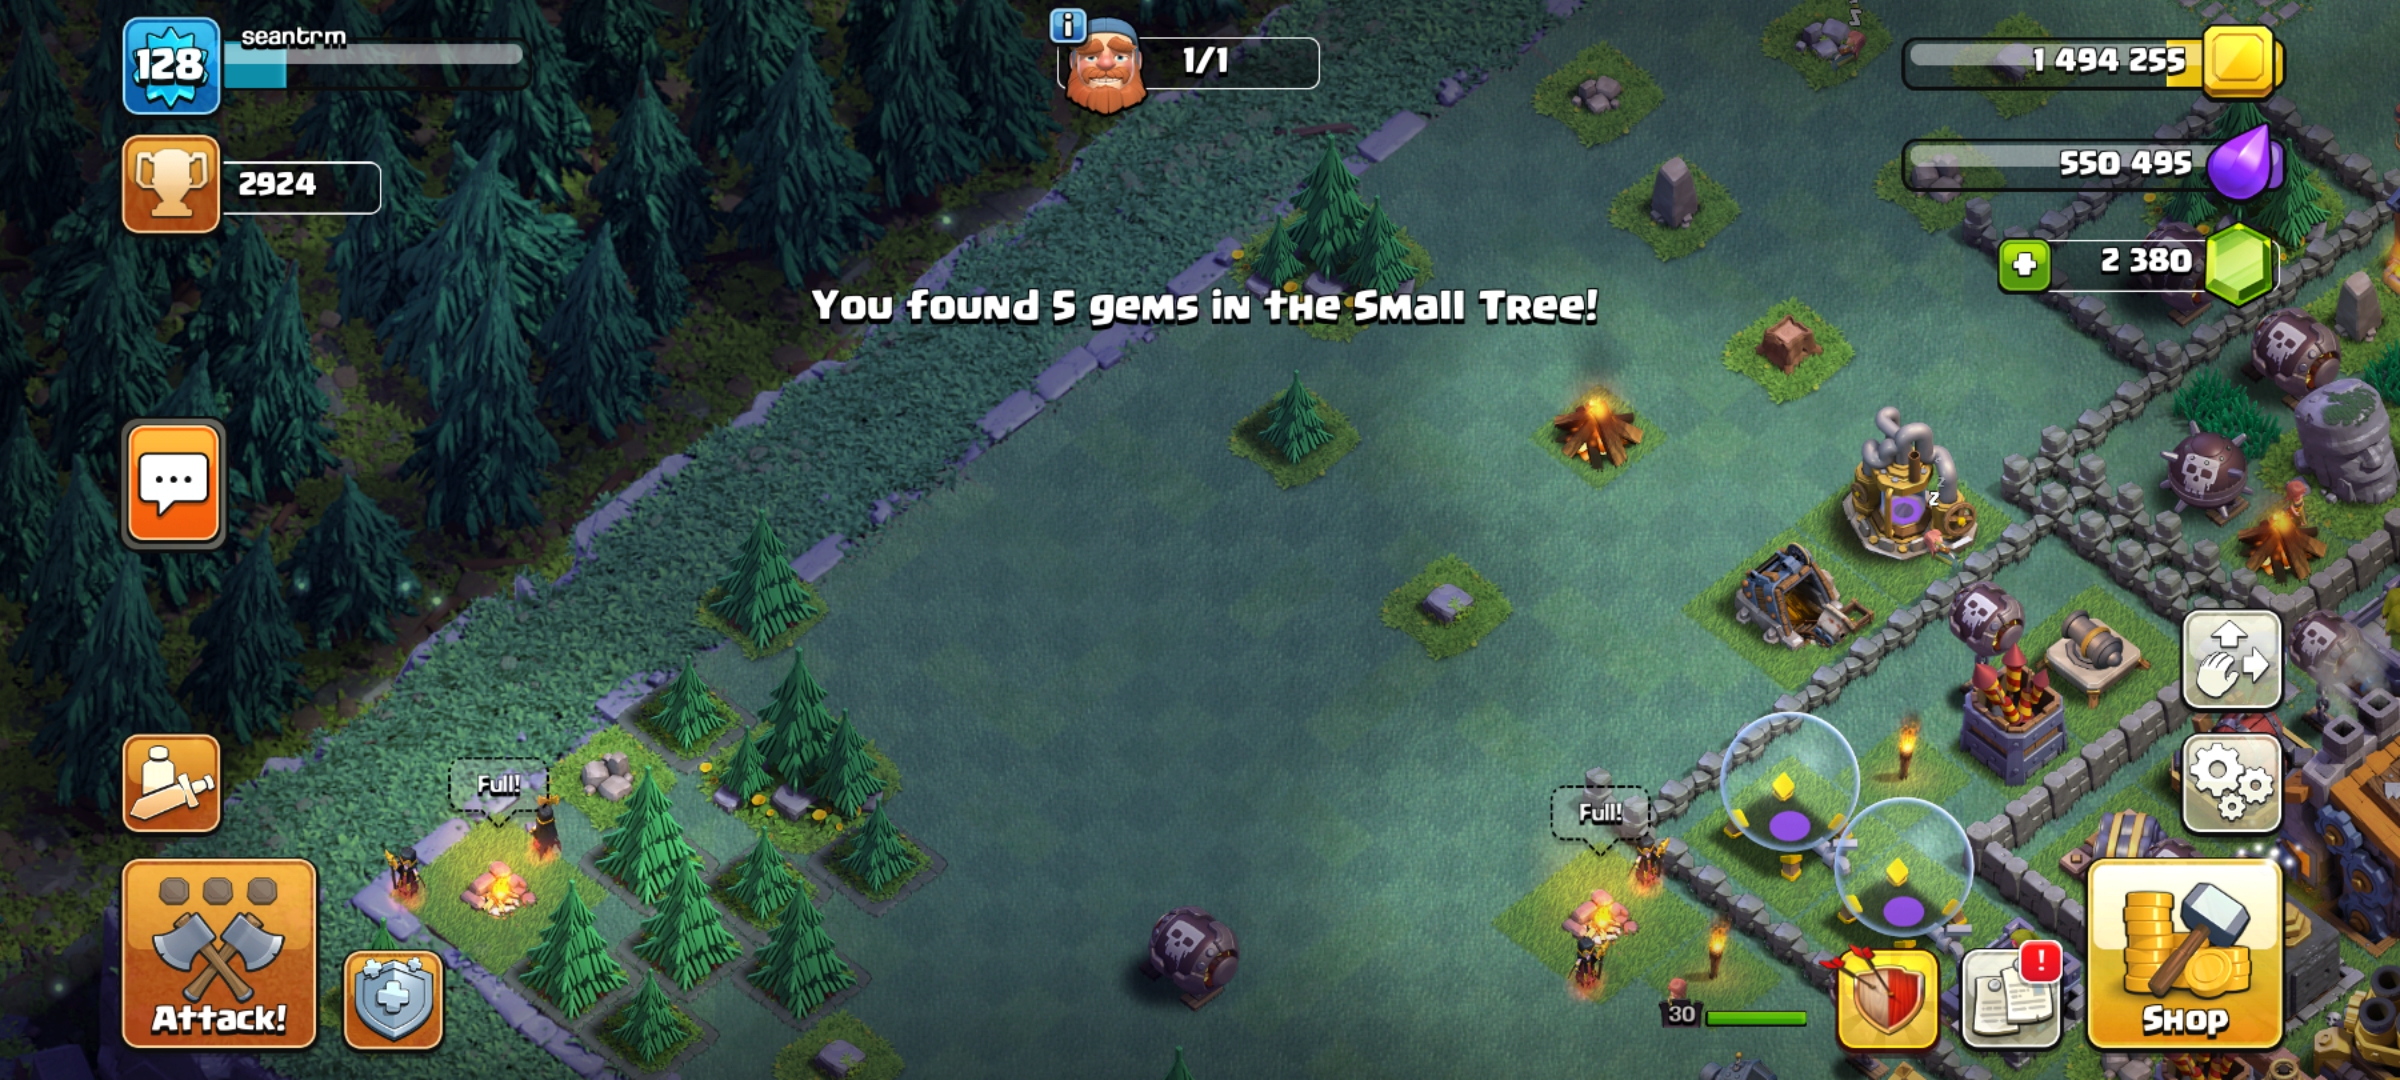 128
seantrm
i
1/1
1 494 255
2924
550 495
2 380
You found 5 gems in the Small Tree!
z
Full!
Full!
30
!
Attack!
Shop